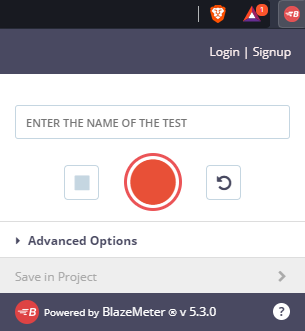 1
B
Login | Signup
ENTER THE NAME OF THE TEST
Advanced Options
Save in Project
B Powered by BlazeMeter ® v 5.3.0 ?